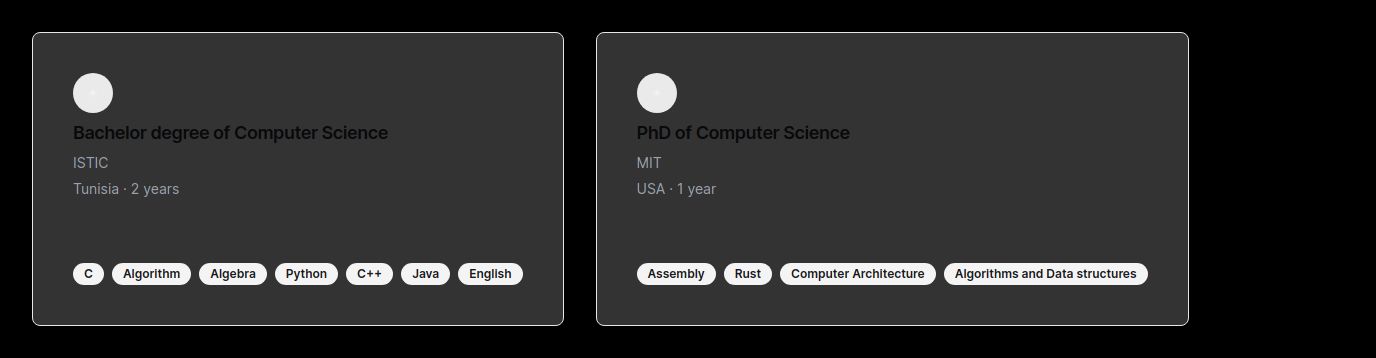 Bachelor degree of Computer Science
ISTIC
Tunisia · 2 years
C Algorithm Algebra Python C++ Java English
PhD of Computer Science
MIT
USA · 1 year
Assembly Rust Computer Architecture Algorithms and Data structures